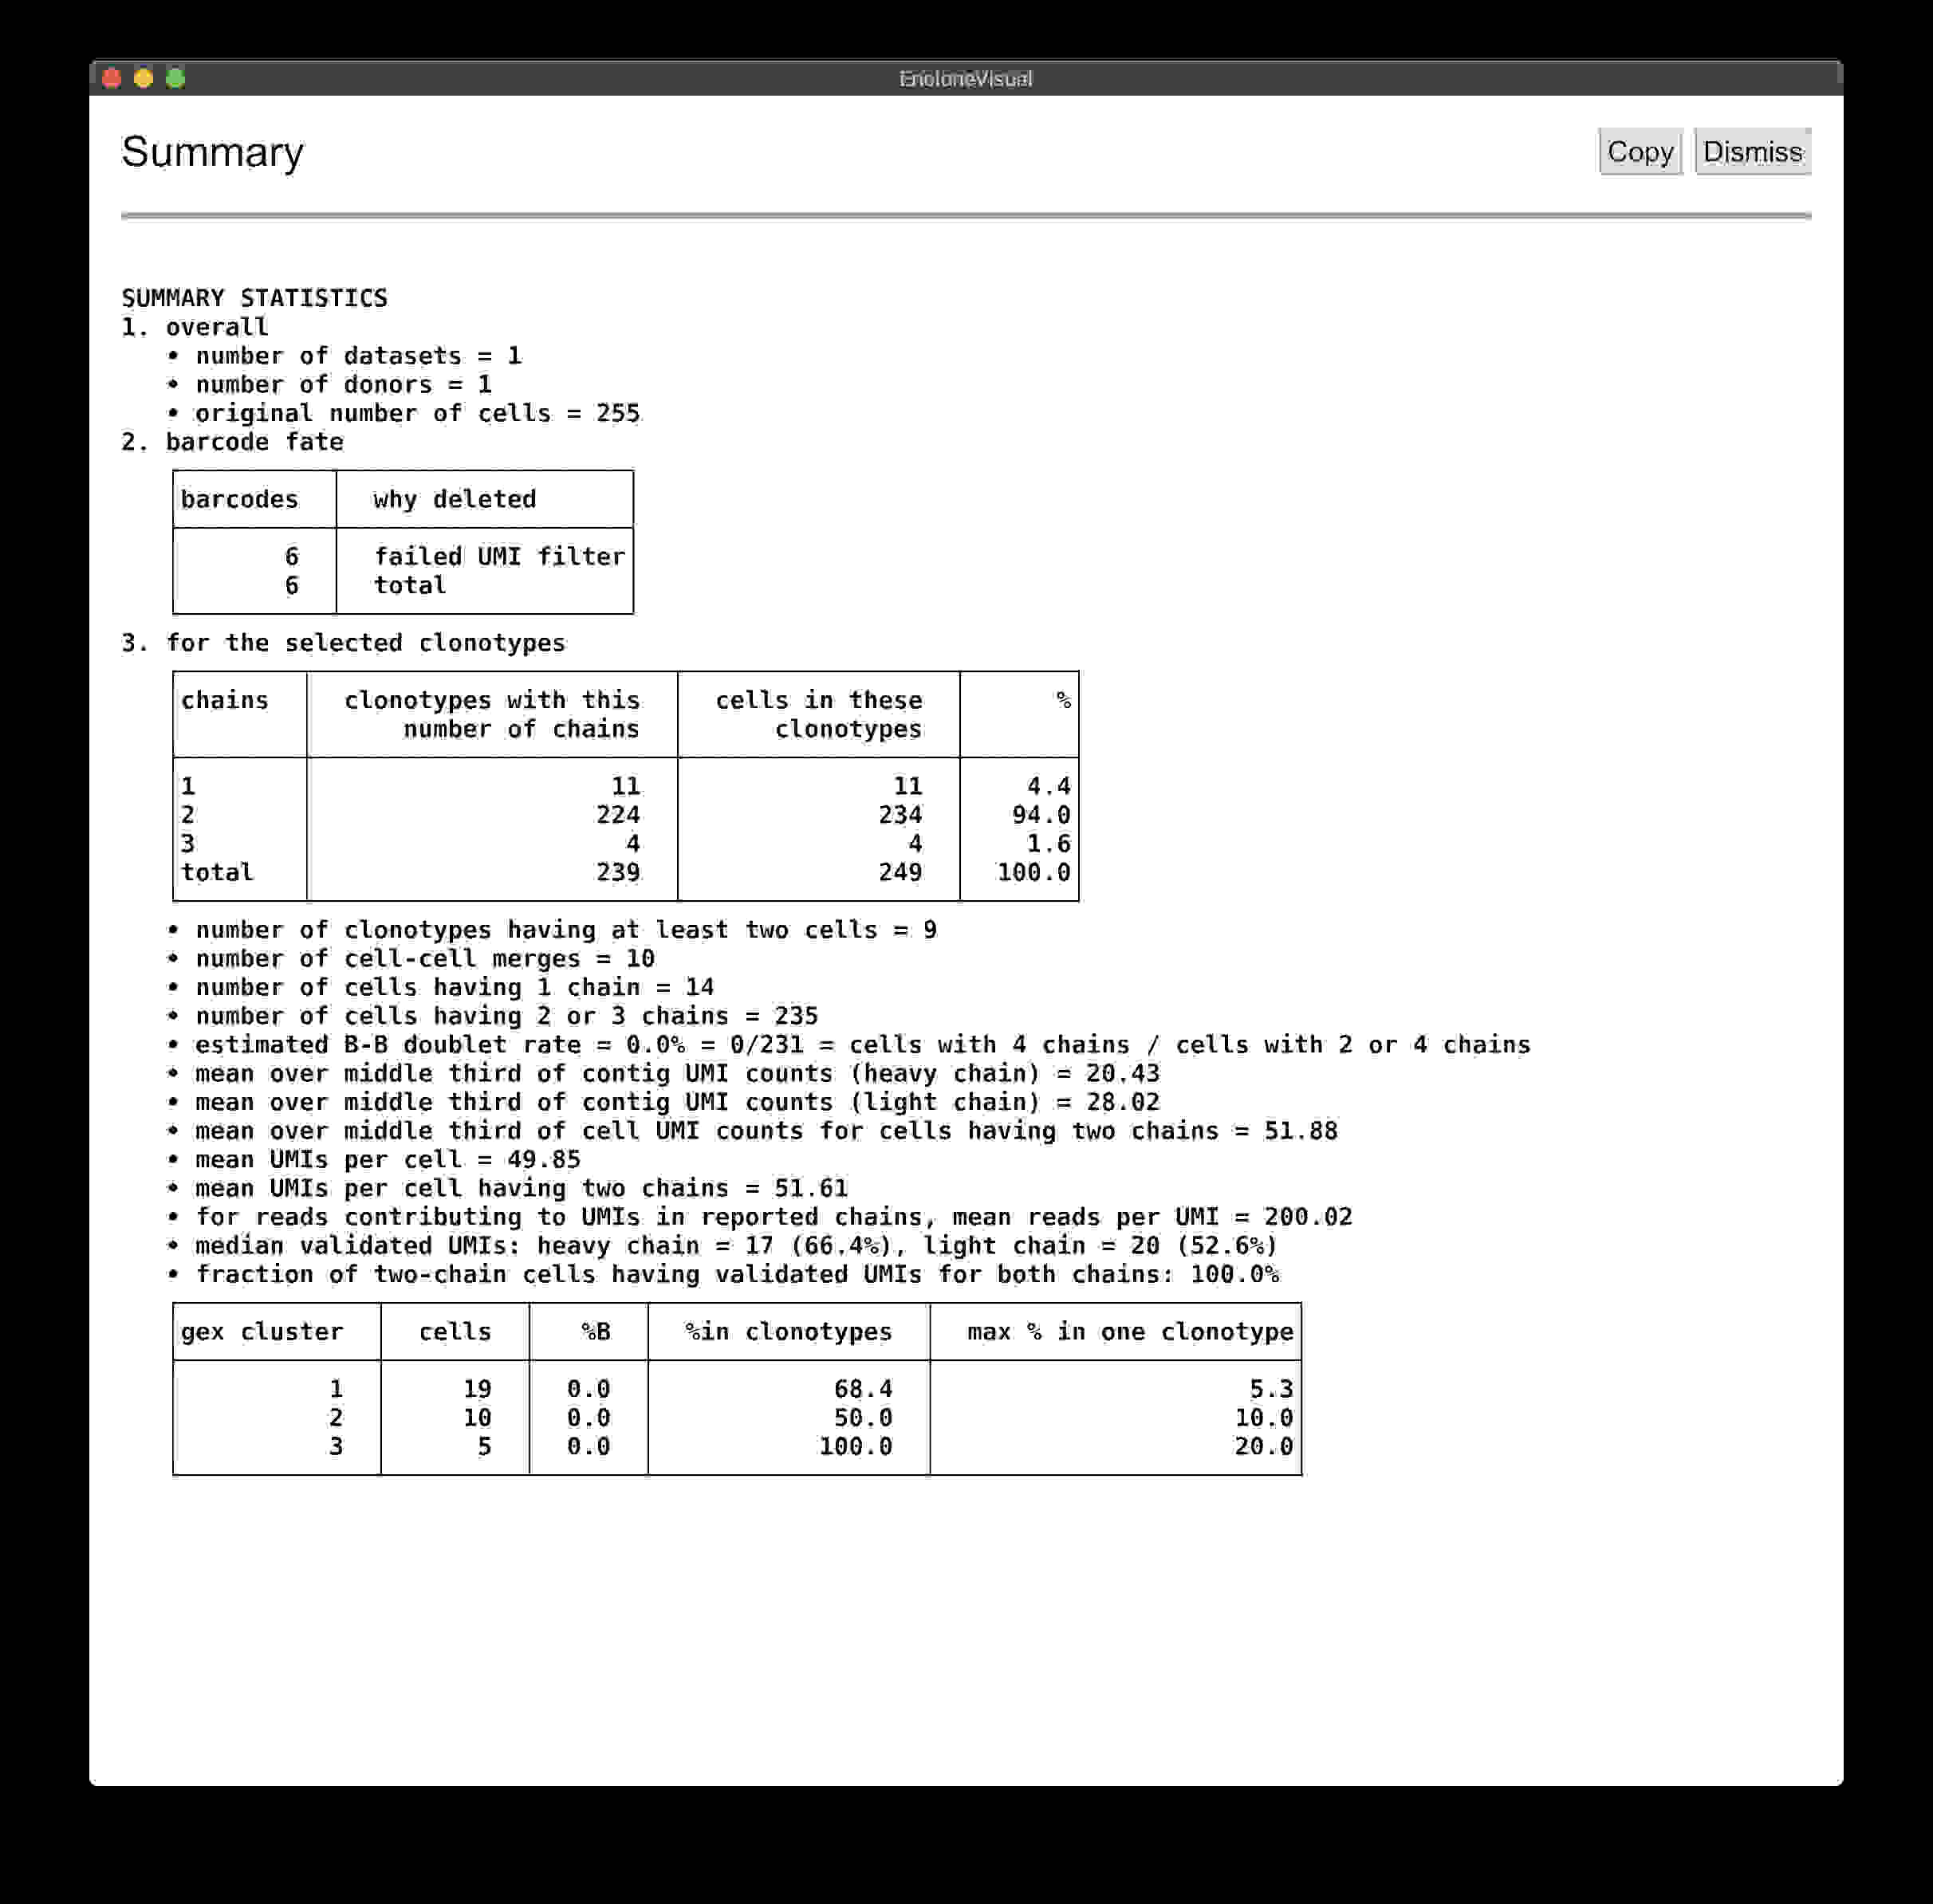 EncloneVisual
Summary Copy Dismiss
SUMMARY STATISTICS
1. overall
• number of datasets = 1
• number of donors = 1
• original number of cells = 255
2. barcode fate
barcodes why deleted
6 failed UMI filter
6 total
3. for the selected clonotypes
chains clonotypes with this cells in these %
number of chains clonotypes
1 11 11 4.4
2 224 234 94.0
3 4 4 1.6
total 239 249 100.0
• number of clonotypes having at least two cells = 9
• number of cell-cell merges = 10
• number of cells having 1 chain = 14
• number of cells having 2 or 3 chains = 235
• estimated B-B doublet rate = 0.0% = 0/231 = cells with 4 chains / cells with 2 or 4 chains
• mean over middle third of contig UMI counts (heavy chain) = 20.43
• mean over middle third of contig UMI counts (light chain) = 28.02
• mean over middle third of cell UMI counts for cells having two chains = 51.88
• mean UMIs per cell = 49.85
• mean UMIs per cell having two chains = 51.61
• for reads contributing to UMIs in reported chains, mean reads per UMI = 200.02
• median validated UMIs: heavy chain = 17 (66.4%), light chain = 20 (52.6%)
• fraction of two-chain cells having validated UMIs for both chains: 100.0%
gex cluster cells %B %in clonotypes max % in one clonotype
1 19 0.0 68.4 5.3
2 10 0.0 50.0 10.0
3 5 0.0 100.0 20.0